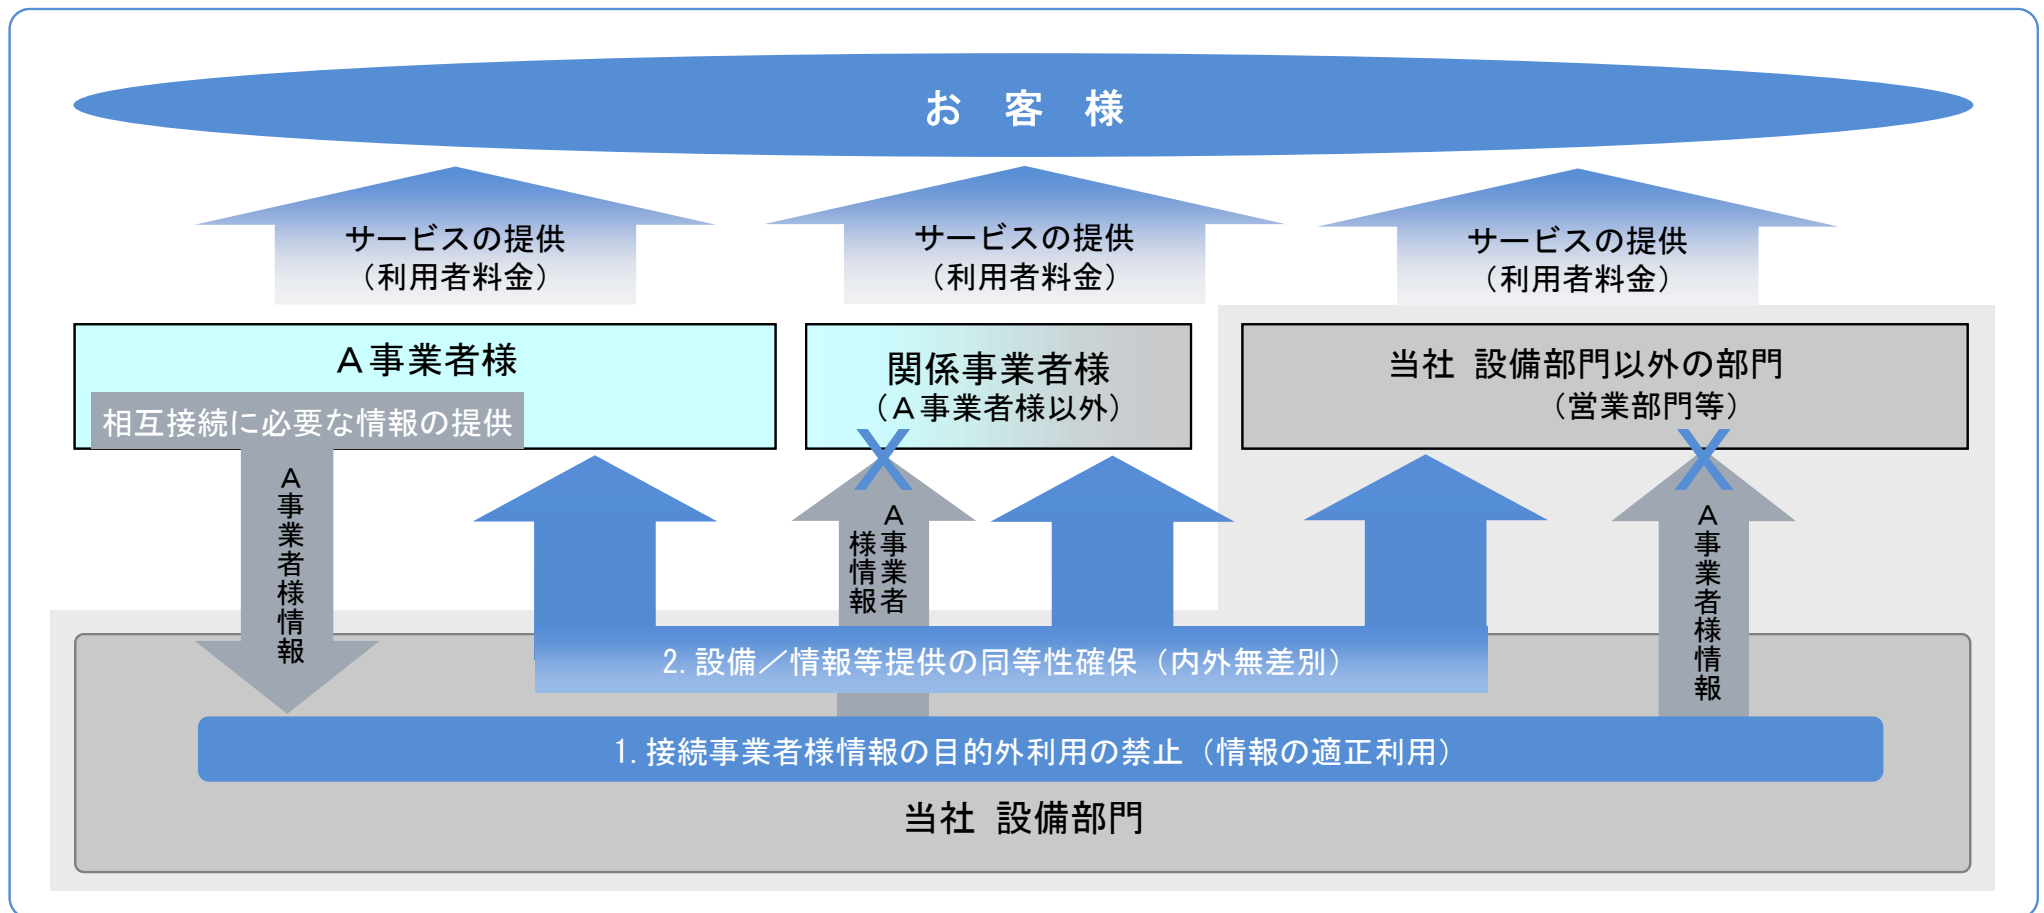 お 客 様
サービスの提供
（利用者料金）
サービスの提供
（利用者料金）
サービスの提供
（利用者料金）
Ａ事業者様
相互接続に必要な情報の提供
関係事業者様
（Ａ事業者様以外）
当社 設備部門以外の部門
（営業部門等）
Ａ事業者様情報
Ａ事業者
様情報
Ａ事業者様情報
2.設備／情報等提供の同等性確保（内外無差別）
1.接続事業者様情報の目的外利用の禁止（情報の適正利用）
当社 設備部門